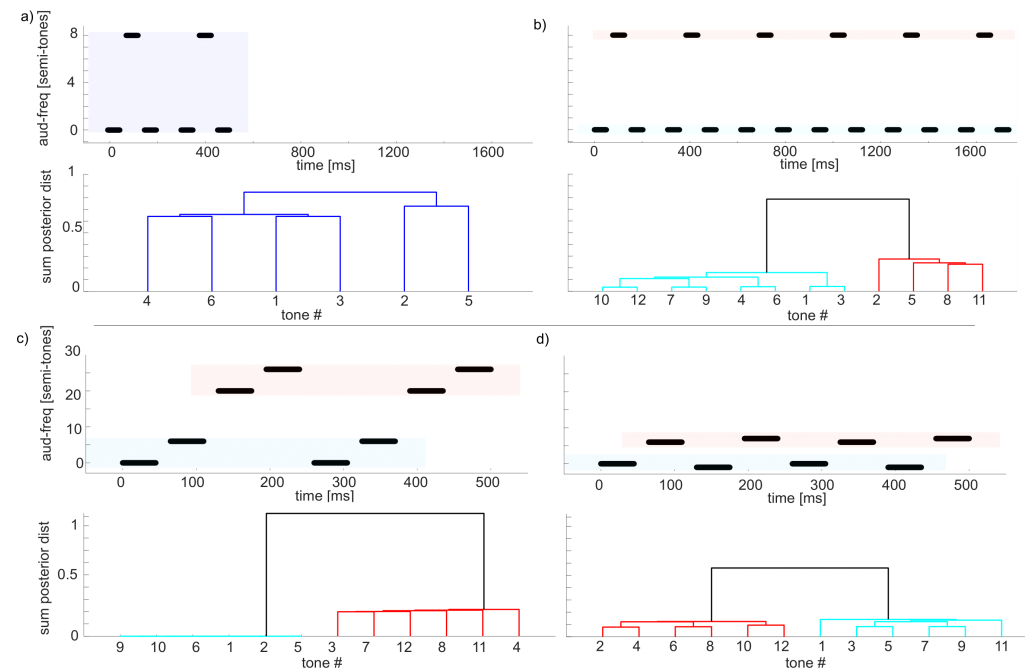 a)
aud-freq [semi-tones]
8
4
0
0 400 800 1200 1600
time [ms]
sum posterior dist
1
0.5
0
4 6 1 3 2 5
tone #
b)
0 400 800 1200 1600
time [ms]
10 12 7 9 4 6 1 3 2 5 8 11
tone #
c)
aud-freq [semi-tones]
30
20
10
0
0 100 200 300 400 500
time [ms]
sum posterior dist
1
0.5
0
9 10 6 1 2 5 3 7 12 8 11 4
tone #
d)
0 100 200 300 400 500
time [ms]
2 4 6 8 10 12 1 3 5 7 9 11
tone #